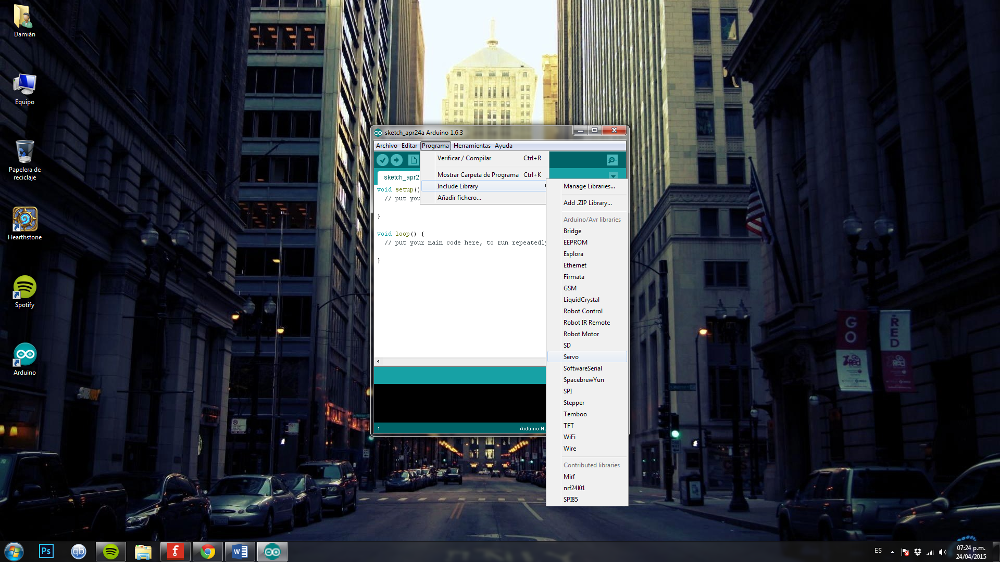 Damián
Equipo
Papelera de
reciclaje
Hearthstone
Spotify
Arduino
sketch_apr24a Arduino 1.6.3
Archivo Editar Programa Herramientas Ayuda
Verificar / Compilar Ctrl+R
Mostrar Carpeta de Programa Ctrl+K
Include Library
Añadir fichero...
sketch_apr2
void setup()
// put you
}
void loop() {
// put your main code here, to run repeatedly
}
1
Arduino Na
Manage Libraries...
Add .ZIP Library...
Arduino/Avr libraries
Bridge
EEPROM
Esplora
Ethernet
Firmata
GSM
LiquidCrystal
Robot Control
Robot IR Remote
Robot Motor
SD
Servo
SoftwareSerial
SpacebrewYun
SPI
Stepper
Temboo
TFT
WiFi
Wire
Contributed libraries
Mirf
nrf24l01
SPI85
GO
RED
Ps
qb
f
W
ES
07:24 p.m.
24/04/2015